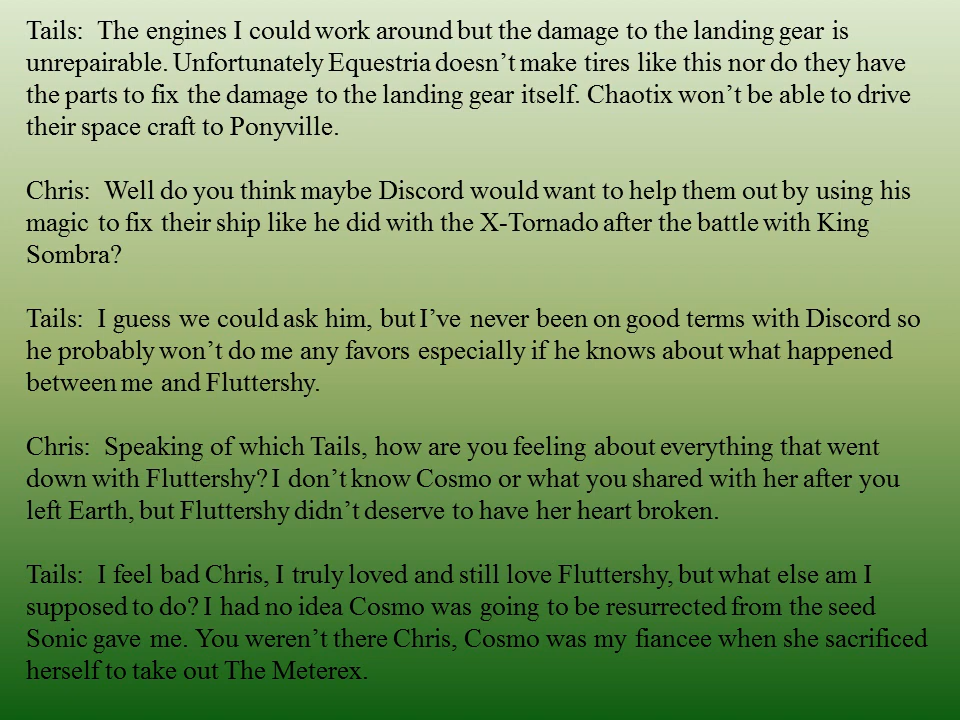 Tails:  The engines I could work around but the damage to the landing gear is
unrepairable. Unfortunately Equestria doesn’t make tires like this nor do they have
the parts to fix the damage to the landing gear itself. Chaotix won’t be able to drive
their space craft to Ponyville.

Chris:  Well do you think maybe Discord would want to help them out by using his
magic to fix their ship like he did with the X-Tornado after the battle with King
Sombra?

Tails:  I guess we could ask him, but I’ve never been on good terms with Discord so
he probably won’t do me any favors especially if he knows about what happened
between me and Fluttershy.

Chris:  Speaking of which Tails, how are you feeling about everything that went
down with Fluttershy? I don’t know Cosmo or what you shared with her after you
left Earth, but Fluttershy didn’t deserve to have her heart broken.

Tails:  I feel bad Chris, I truly loved and still love Fluttershy, but what else am I
supposed to do? I had no idea Cosmo was going to be resurrected from the seed
Sonic gave me. You weren’t there Chris, Cosmo was my fiancee when she sacrificed
herself to take out The Meterex.